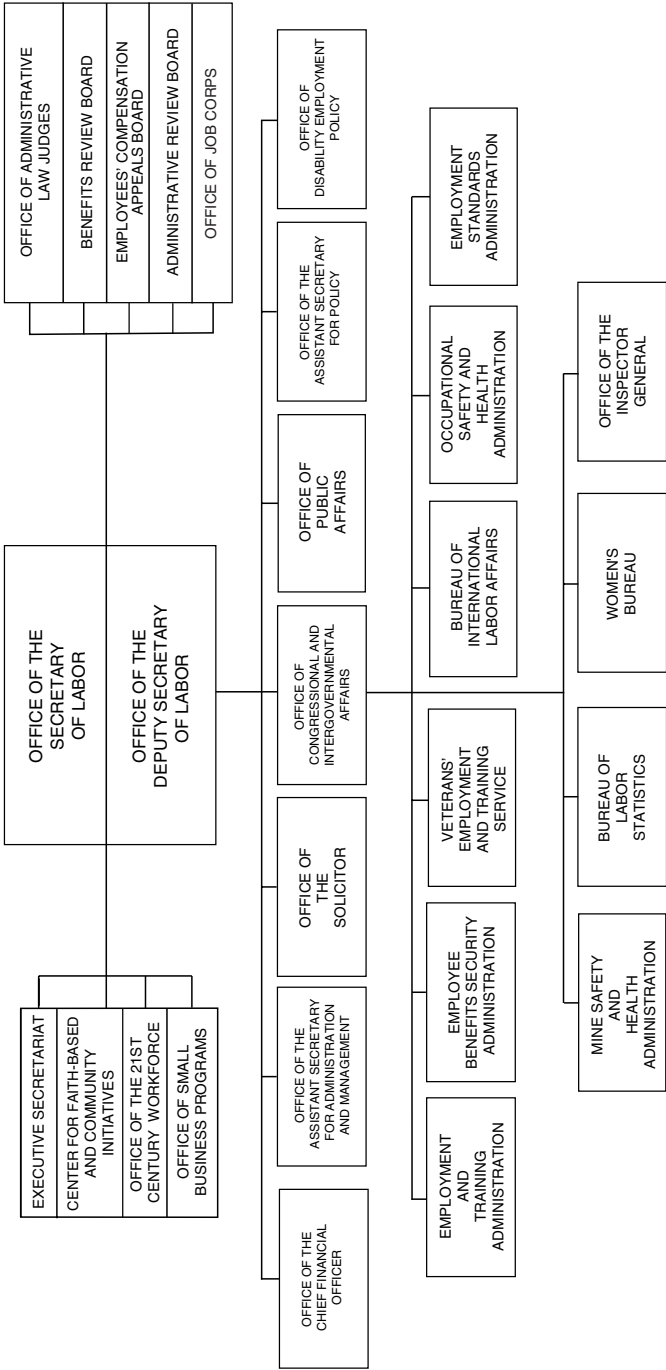 OFFICE OF THE
SECRETARY
OF LABOR
OFFICE OF THE
DEPUTY SECRETARY
OF LABOR
EXECUTIVE SECRETARIAT
CENTER FOR FAITH-BASED
AND COMMUNITY
INITIATIVES
OFFICE OF THE 21ST
CENTURY WORKFORCE
OFFICE OF SMALL
BUSINESS PROGRAMS
OFFICE OF ADMINISTRATIVE
LAW JUDGES
BENEFITS REVIEW BOARD
EMPLOYEES' COMPENSATION
APPEALS BOARD
ADMINISTRATIVE REVIEW BOARD
OFFICE OF JOB CORPS
OFFICE OF THE
CHIEF FINANCIAL
OFFICER
OFFICE OF THE
ASSISTANT SECRETARY
FOR ADMINISTRATION
AND MANAGEMENT
OFFICE OF
THE
SOLICITOR
OFFICE OF
CONGRESSIONAL AND
INTERGOVERNMENTAL
AFFAIRS
OFFICE OF
PUBLIC
AFFAIRS
OFFICE OF THE
ASSISTANT SECRETARY
FOR POLICY
OFFICE OF
DISABILITY EMPLOYMENT
POLICY
EMPLOYMENT
AND
TRAINING
ADMINISTRATION
EMPLOYEE
BENEFITS SECURITY
ADMINISTRATION
VETERANS'
EMPLOYMENT
AND TRAINING
SERVICE
BUREAU OF
INTERNATIONAL
LABOR AFFAIRS
OCCUPATIONAL
SAFETY AND
HEALTH
ADMINISTRATION
EMPLOYMENT
STANDARDS
ADMINISTRATION
MINE SAFETY
AND
HEALTH
ADMINISTRATION
BUREAU OF
LABOR
STATISTICS
WOMEN'S
BUREAU
OFFICE OF THE
INSPECTOR
GENERAL